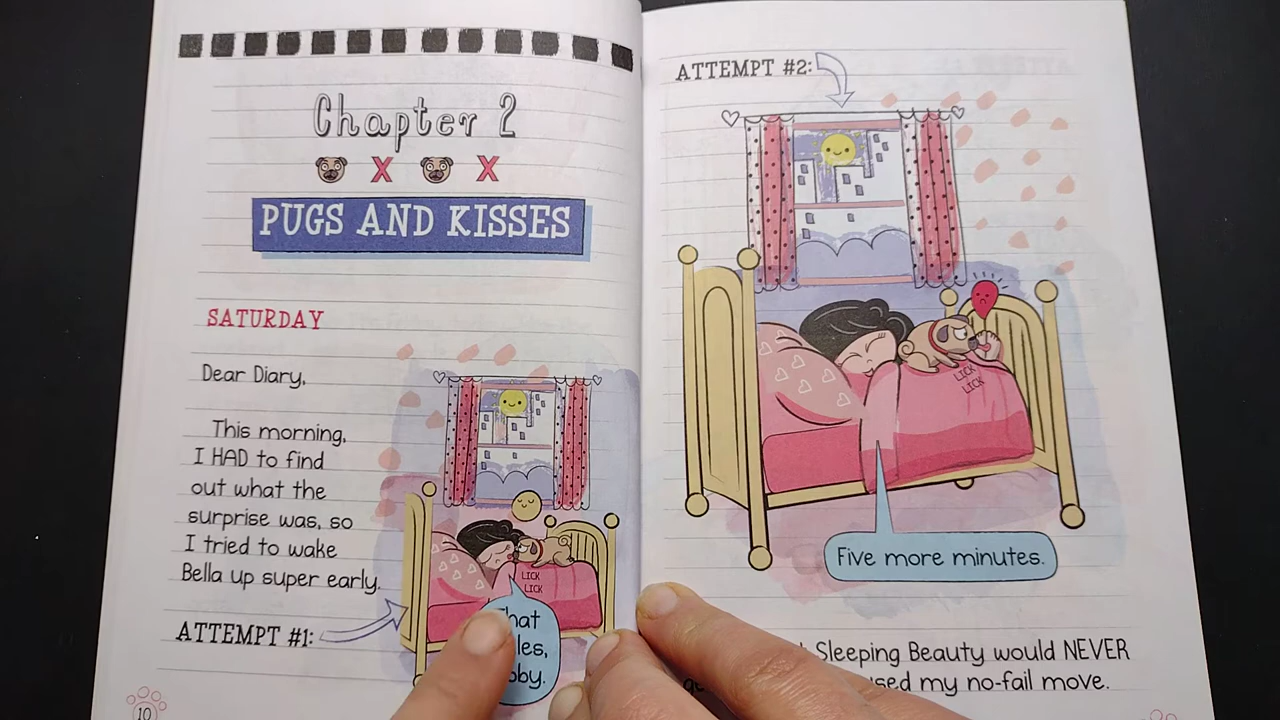 Chapter 2
X X
PUGS AND KISSES
SATURDAY
Dear Diary,
This morning,
I HAD to find
out what the
surprise was, so
I tried to wake
Bella up super early.
LICK
LICK
ATTEMPT #1:
10
ATTEMPT #2:
LICK
LICK
Five more minutes.
Sleeping Beauty would NEVER
my no-fail move.